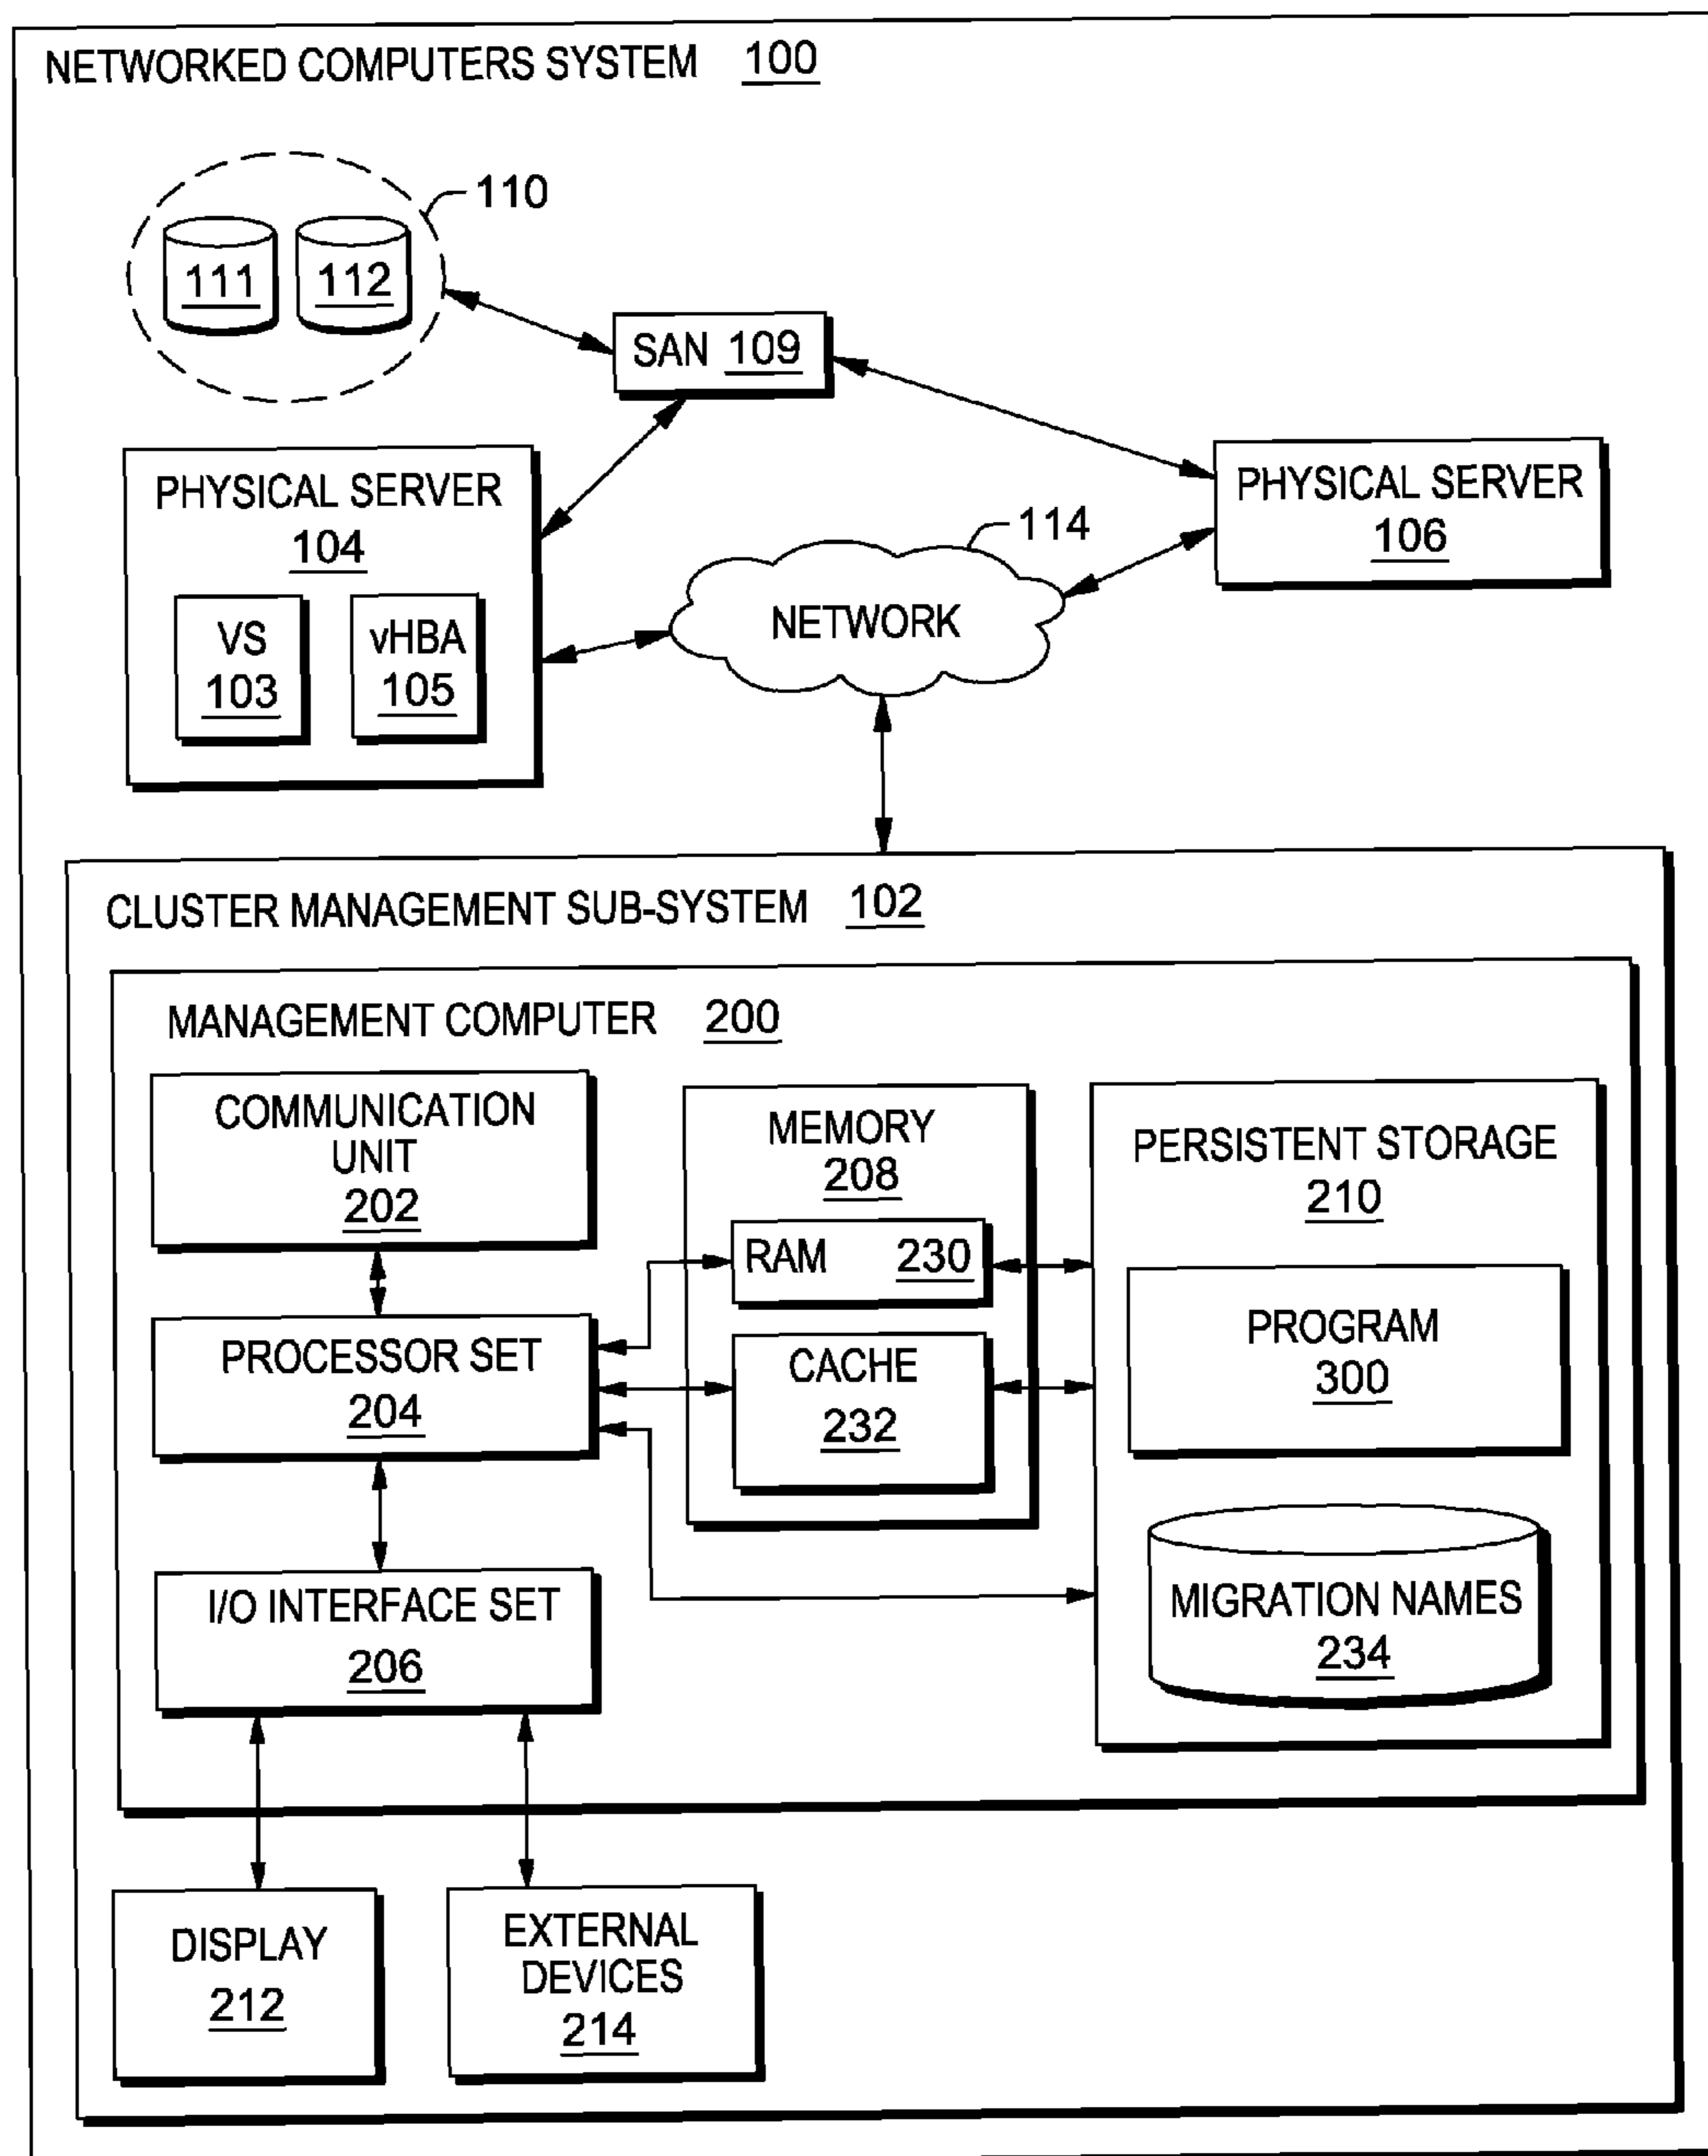 NETWORKED COMPUTERS SYSTEM 100
110
111 112
SAN 109
PHYSICAL SERVER
104
VS
103
vHBA
105
PHYSICAL SERVER
106
114
NETWORK
CLUSTER MANAGEMENT SUB-SYSTEM 102
MANAGEMENT COMPUTER 200
COMMUNICATION
UNIT
202
PROCESSOR SET
204
I/O INTERFACE SET
206
MEMORY
208
RAM 230
CACHE
232
PERSISTENT STORAGE
210
PROGRAM
300
MIGRATION NAMES
234
DISPLAY
212
EXTERNAL
DEVICES
214